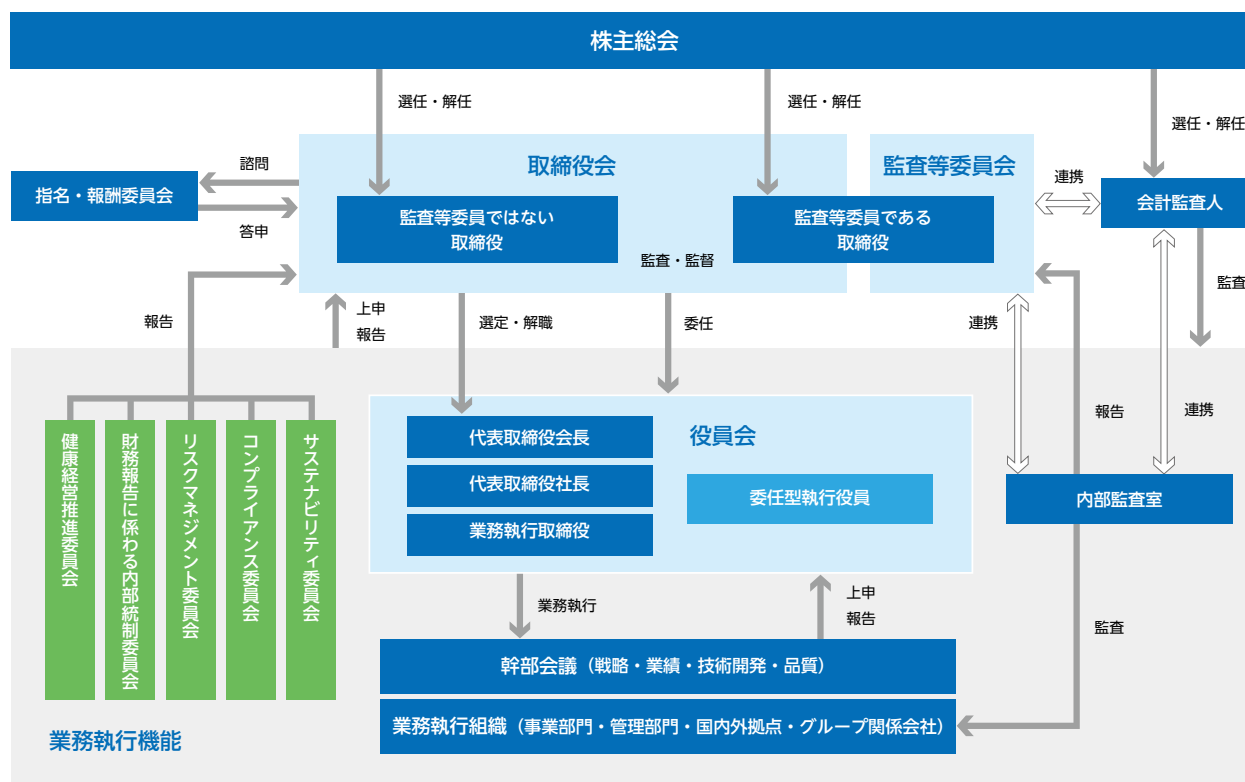 株主総会
選任・解任
選任・解任
選任・解任
取締役会
監査等委員会
諮問
指名・報酬委員会
答申
連携
会計監査人
監査等委員ではない
取締役
監査等委員である
取締役
監査・監督
監査
報告
上申
報告
選定・解職
委任
連携
報告
連携
健康経営推進委員会
財務報告に係わる内部統制委員会
リスクマネジメント委員会
コンプライアンス委員会
サステナビリティ委員会
役員会
代表取締役会長
代表取締役社長
業務執行取締役
委任型執行役員
内部監査室
業務執行
上申
報告
監査
幹部会議（戦略・業績・技術開発・品質）
業務執行組織（事業部門・管理部門・国内外拠点・グループ関係会社）
業務執行機能